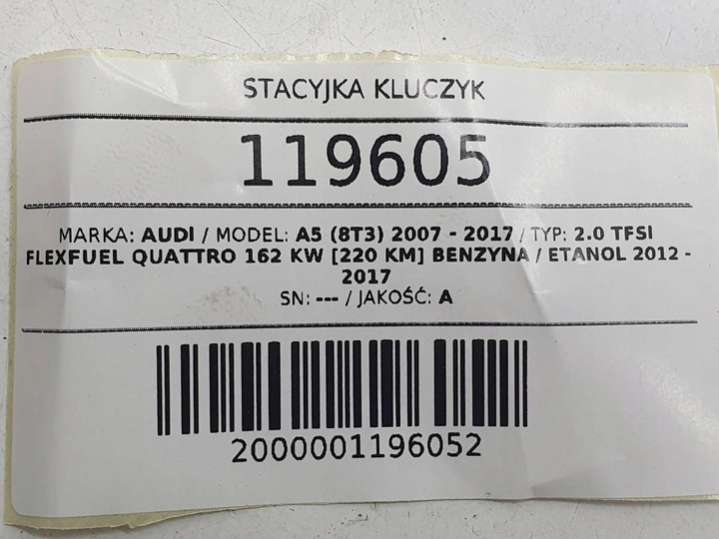 STACYJKA KLUCZYK
119605
MARKA: AUDI / MODEL: A5 (8T3) 2007 - 2017 / TYP: 2.0 TFSI
FLEXFUEL QUATTRO 162 KW [220 KM] BENZYNA / ETANOL 2012 -
2017
SN: --- / JAKOŚĆ: A
2000001196052